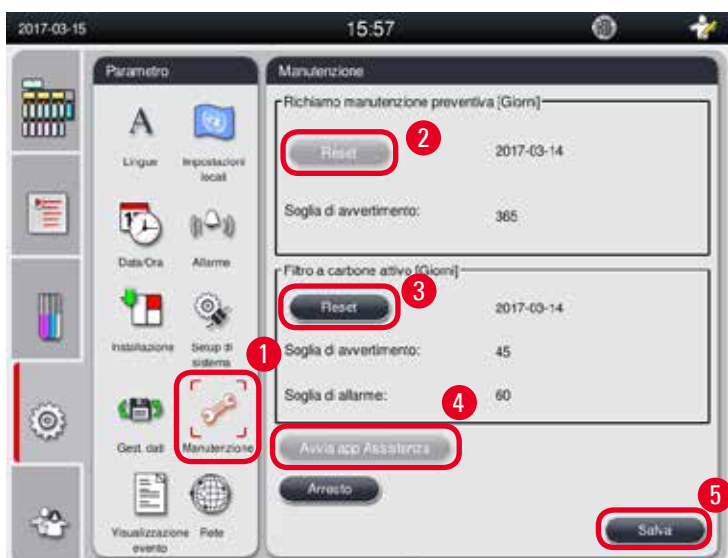 2017-03-15
15:57
Parametro
Lingue
Impostazioni
locali
Data/Ora
Allarme
Installazione
Setup di
sistema
Gest. dati
Manutenzione
Visualizzazione
evento
Rete
1
Manutenzione
Richiamo manutenzione preventiva [Giorni]
Reset
2
2017-03-14
Soglia di avvertimento:
365
Filtro a carbone attivo [Giorni]
Reset
3
2017-03-14
Soglia di avvertimento:
45
Soglia di allarme:
60
4
Avvia app Assistenza
Arresto
5
Salva